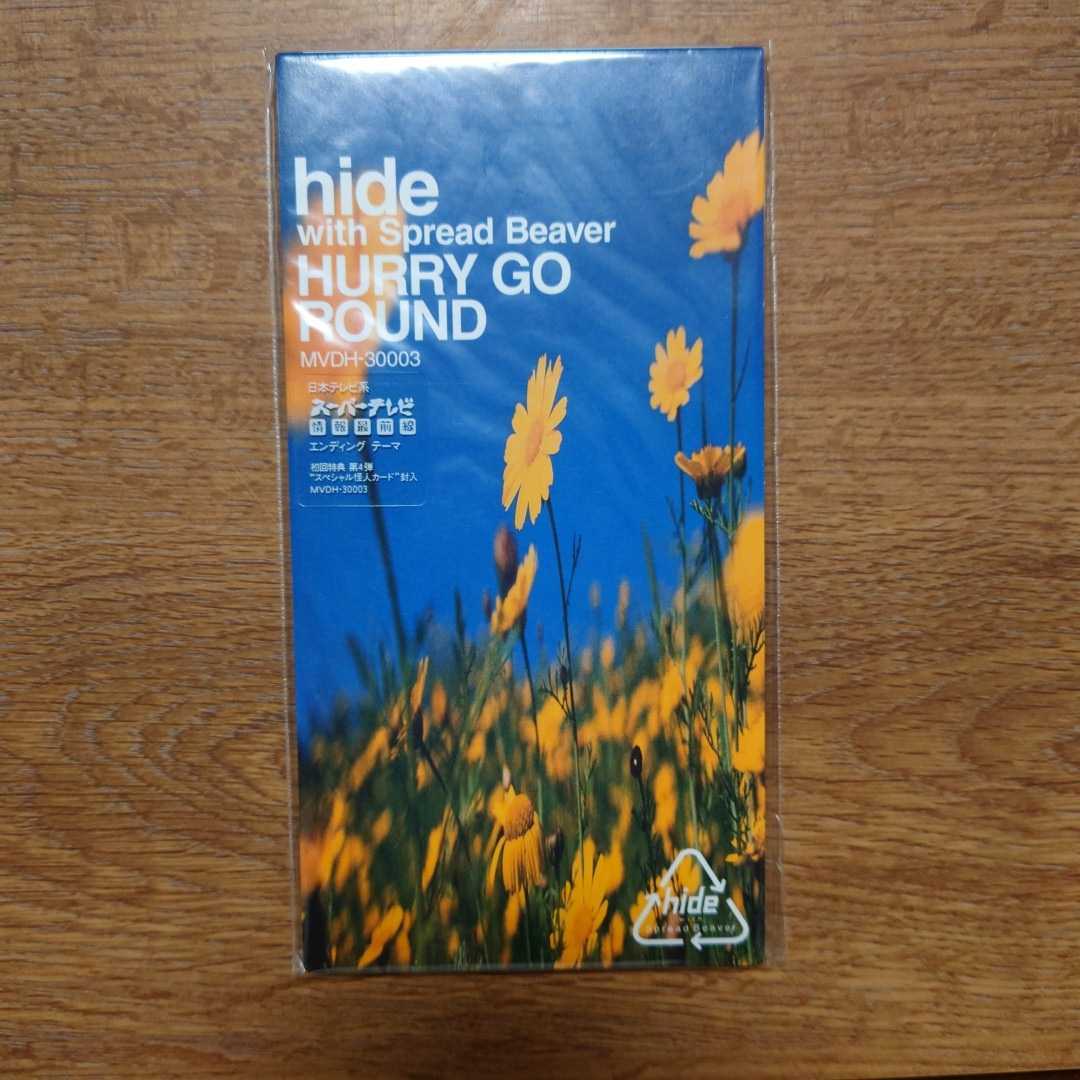 hide
with Spread Beaver
HURRY GO
ROUND
MVDH-30003
日本テレビ系
スーパーテレビ
情報最前線
エンディング テーマ
初回特典 第4弾
"スペシャル怪人カード"封入
MVDH-30003
hide
WITH
Spread Beaver